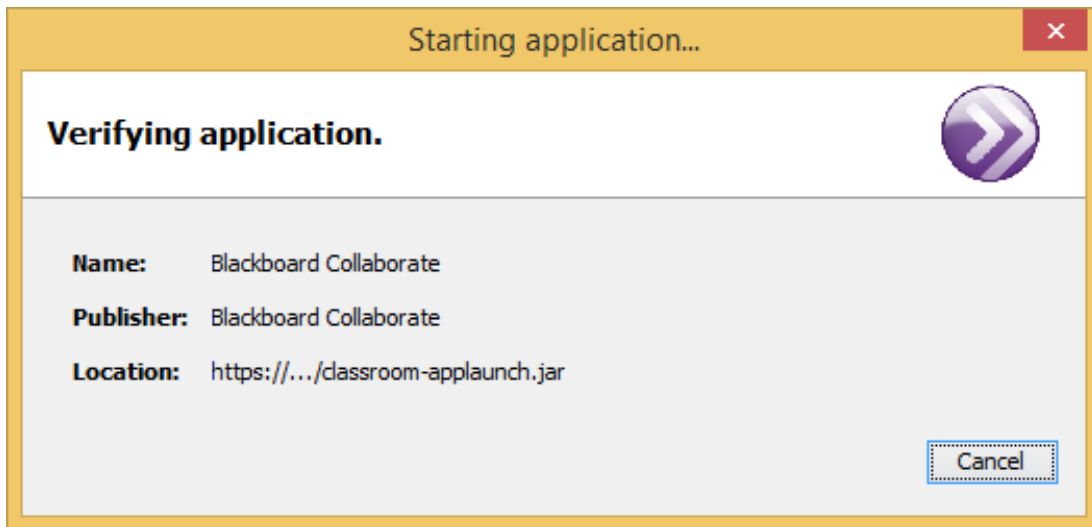 Starting application...
Verifying application.
Name: Blackboard Collaborate
Publisher: Blackboard Collaborate
Location: https://.../classroom-applaunch.jar
Cancel